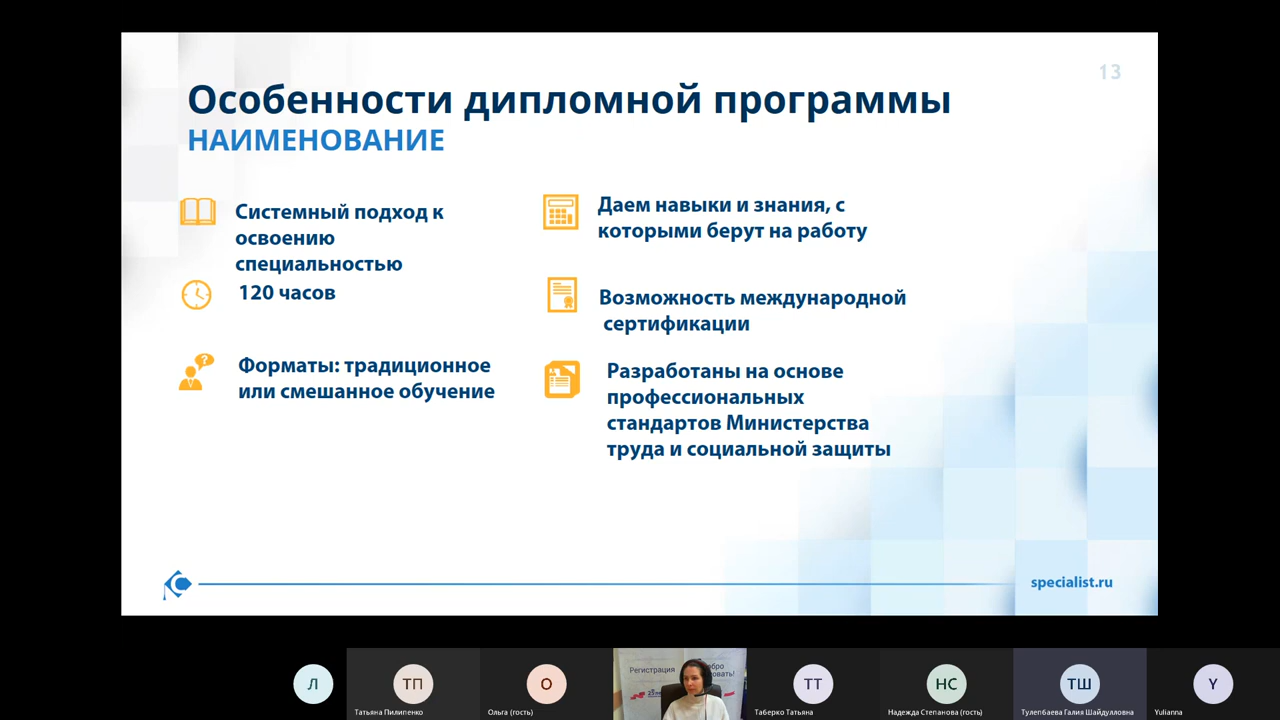 13
Особенности дипломной программы
НАИМЕНОВАНИЕ
Системный подход к
освоению
специальностью
120 часов
Форматы: традиционное
или смешанное обучение
Даем навыки и знания, с
которыми берут на работу
Возможность международной
сертификации
Разработаны на основе
профессиональных
стандартов Министерства
труда и социальной защиты
specialist.ru
Л
ТП
Татьяна Пилипенко
О
Ольга (гость)
Регистрация
ТТ
Таберко Татьяна
НС
Надежда Степанова (гость)
ТШ
Тулепбаева Галия Шайдулловна
Y
Yulianna